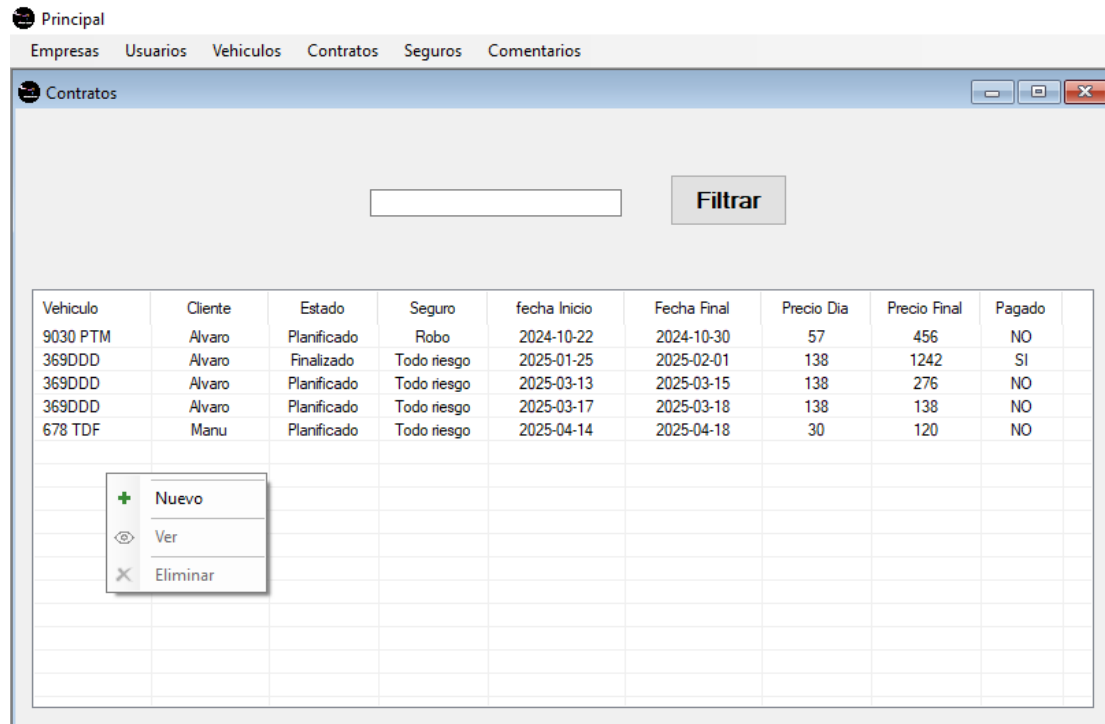 Principal
Empresas Usuarios Vehiculos Contratos Seguros Comentarios
Contratos
Filtrar
Vehiculo Cliente Estado Seguro fecha Inicio Fecha Final Precio Dia Precio Final Pagado
9030 PTM Alvaro Planificado Robo 2024-10-22 2024-10-30 57 456 NO
369DDD Alvaro Finalizado Todo riesgo 2025-01-25 2025-02-01 138 1242 SI
369DDD Alvaro Planificado Todo riesgo 2025-03-13 2025-03-15 138 276 NO
369DDD Alvaro Planificado Todo riesgo 2025-03-17 2025-03-18 138 138 NO
678 TDF Manu Planificado Todo riesgo 2025-04-14 2025-04-18 30 120 NO
Nuevo
Ver
Eliminar